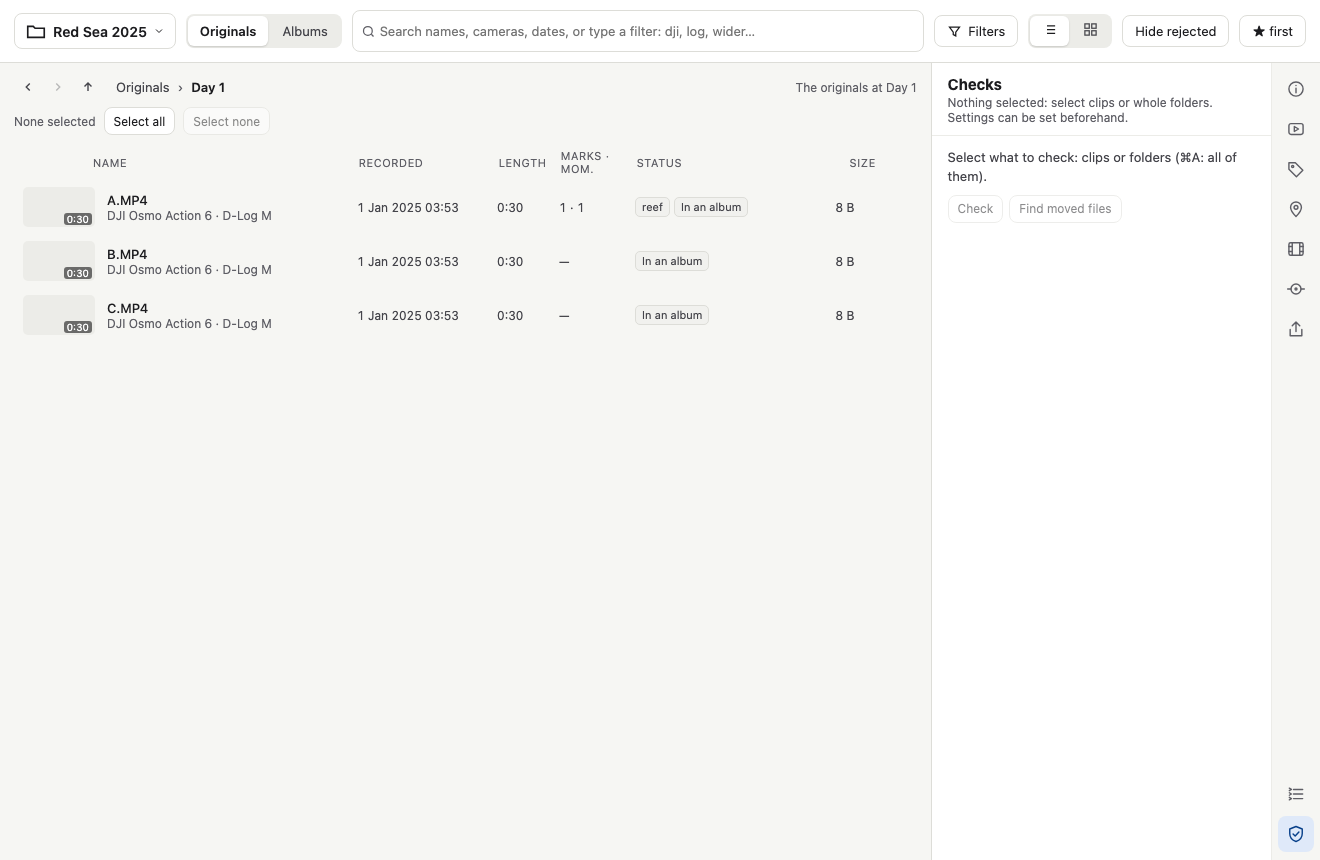 Red Sea 2025
Originals
Albums
Search names, cameras, dates, or type a filter: dji, log, wider...
Filters
Hide rejected
★ first
Originals › Day 1
The originals at Day 1
None selected
Select all
Select none
NAME
RECORDED
LENGTH
MARKS ·
MOM.
STATUS
SIZE
0:30
A.MP4
DJI Osmo Action 6 · D-Log M
1 Jan 2025 03:53
0:30
1 · 1
reef
In an album
8 B
0:30
B.MP4
DJI Osmo Action 6 · D-Log M
1 Jan 2025 03:53
0:30
—
In an album
8 B
0:30
C.MP4
DJI Osmo Action 6 · D-Log M
1 Jan 2025 03:53
0:30
—
In an album
8 B
Checks
Nothing selected: select clips or whole folders.
Settings can be set beforehand.
Select what to check: clips or folders (⌘A: all of
them).
Check
Find moved files